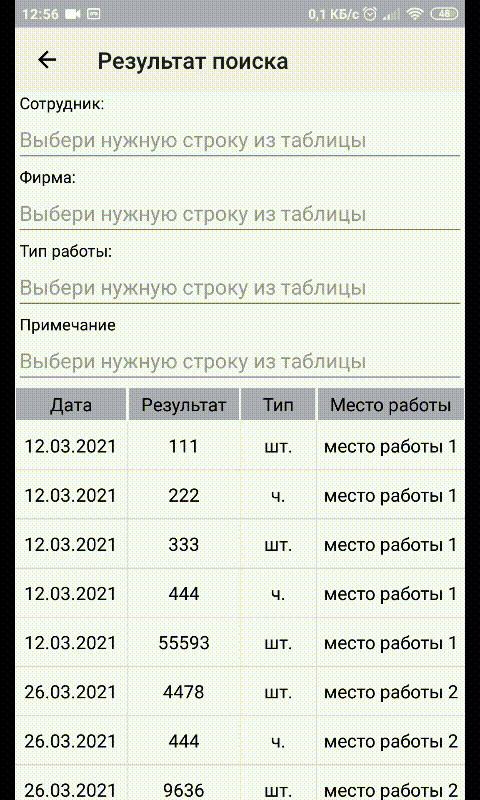 12:56 0,1 КБ/с 48
Результат поиска
Сотрудник:
Выбери нужную строку из таблицы
Фирма:
Выбери нужную строку из таблицы
Тип работы:
Выбери нужную строку из таблицы
Примечание
Выбери нужную строку из таблицы
Дата Результат Тип Место работы
12.03.2021 111 шт. место работы 1
12.03.2021 222 ч. место работы 1
12.03.2021 333 шт. место работы 1
12.03.2021 444 ч. место работы 1
12.03.2021 55593 шт. место работы 1
26.03.2021 4478 шт. место работы 2
26.03.2021 444 ч. место работы 2
26.03.2021 9636 шт. место работы 2